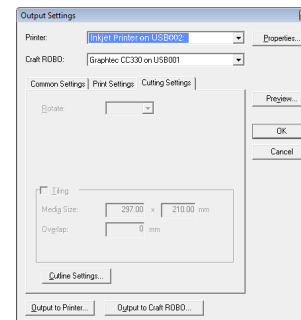 Output Settings
Printer: Inkjet Printer on USB002: Properties...
Craft ROBO: Graphtec CC330 on USB001
Common Settings Print Settings Cutting Settings
Rotate: Preview...
OK
Cancel
Tiling
Media Size: 297.00 x 210.00 mm
Overlap: 0 mm
Cutline Settings...
Output to Printer... Output to Craft ROBO...